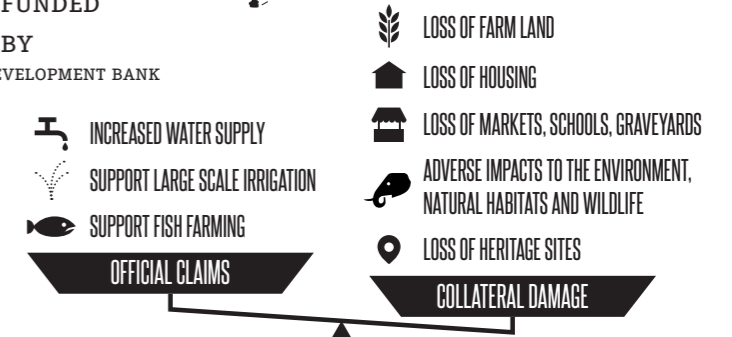 FUNDED
BY
EVELOPMENT BANK
INCREASED WATER SUPPLY
SUPPORT LARGE SCALE IRRIGATION
SUPPORT FISH FARMING
OFFICIAL CLAIMS
LOSS OF FARM LAND
LOSS OF HOUSING
LOSS OF MARKETS, SCHOOLS, GRAVEYARDS
ADVERSE IMPACTS TO THE ENVIRONMENT,
NATURAL HABITATS AND WILDLIFE
LOSS OF HERITAGE SITES
COLLATERAL DAMAGE